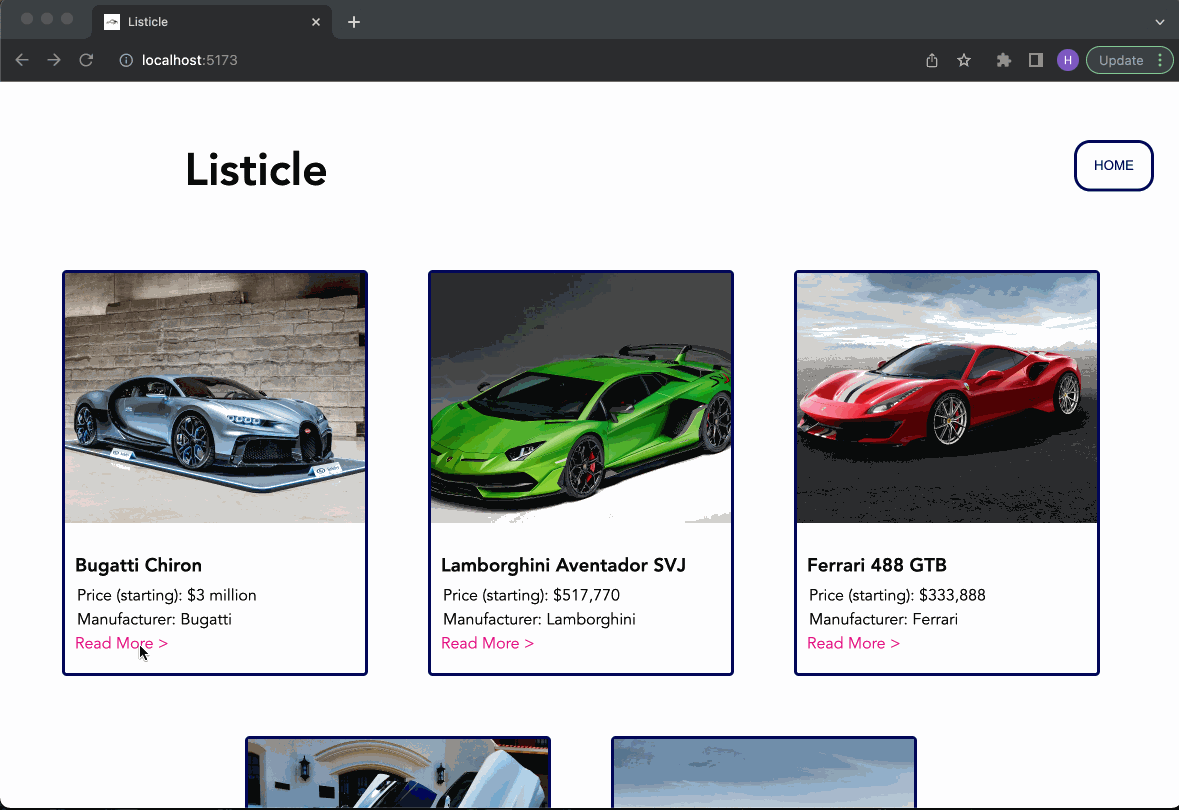 Listicle
localhost:5173
H
Update
Listicle
HOME
Bugatti Chiron
Price (starting): $3 million
Manufacturer: Bugatti
Read More >
Lamborghini Aventador SVJ
Price (starting): $517,770
Manufacturer: Lamborghini
Read More >
Ferrari 488 GTB
Price (starting): $333,888
Manufacturer: Ferrari
Read More >